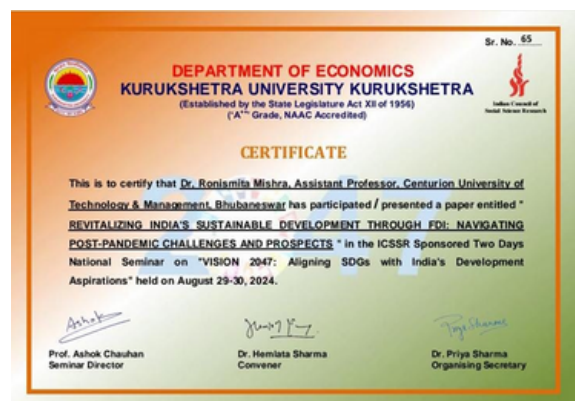 Sr. No. 65
DEPARTMENT OF ECONOMICS
KURUKSHETRA UNIVERSITY KURUKSHETRA
(Established by the State Legislature Act XII of 1956)
('A++' Grade, NAAC Accredited)
Indian Council of
Social Science Research
CERTIFICATE
This is to certify that Dr. Ronismita Mishra, Assistant Professor, Centurion University of
Technology & Management, Bhubaneswar has participated / presented a paper entitled "
REVITALIZING INDIA'S SUSTAINABLE DEVELOPMENT THROUGH FDI: NAVIGATING
POST-PANDEMIC CHALLENGES AND PROSPECTS " in the ICSSR Sponsored Two Days
National Seminar on "VISION 2047: Aligning SDGs with India's Development
Aspirations" held on August 29-30, 2024.
Ashok
Priya Sharma
Prof. Ashok Chauhan
Seminar Director
Dr. Hemlata Sharma
Convener
Dr. Priya Sharma
Organising Secretary